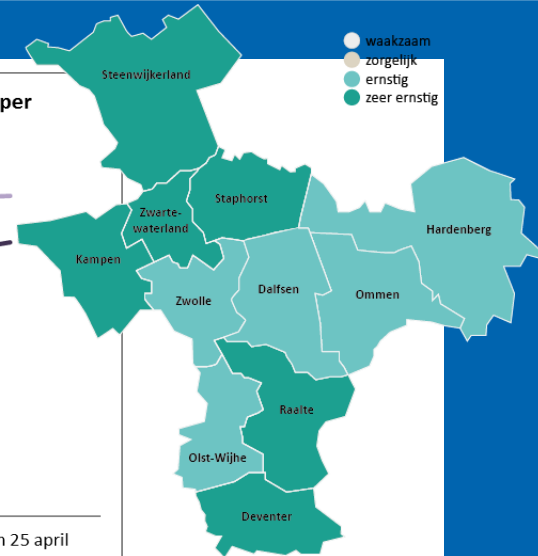 waakzaam
zorgelijk
ernstig
zeer ernstig
per
Steenwijkerland
Staphorst
Zwarte-
waterland
Hardenberg
Kampen
Dalfsen
Ommen
Zwolle
Raalte
Olst-Wijhe
Deventer
25 april